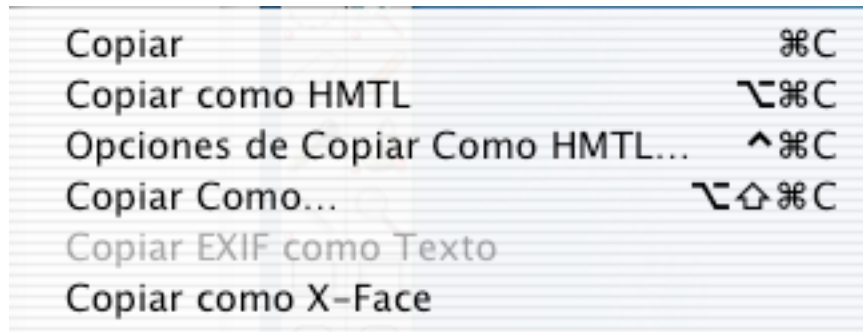 Copiar ⌘C
Copiar como HMTL ⌥⌘C
Opciones de Copiar Como HMTL... ^⌘C
Copiar Como... ⌥⇧⌘C
Copiar EXIF como Texto
Copiar como X-Face